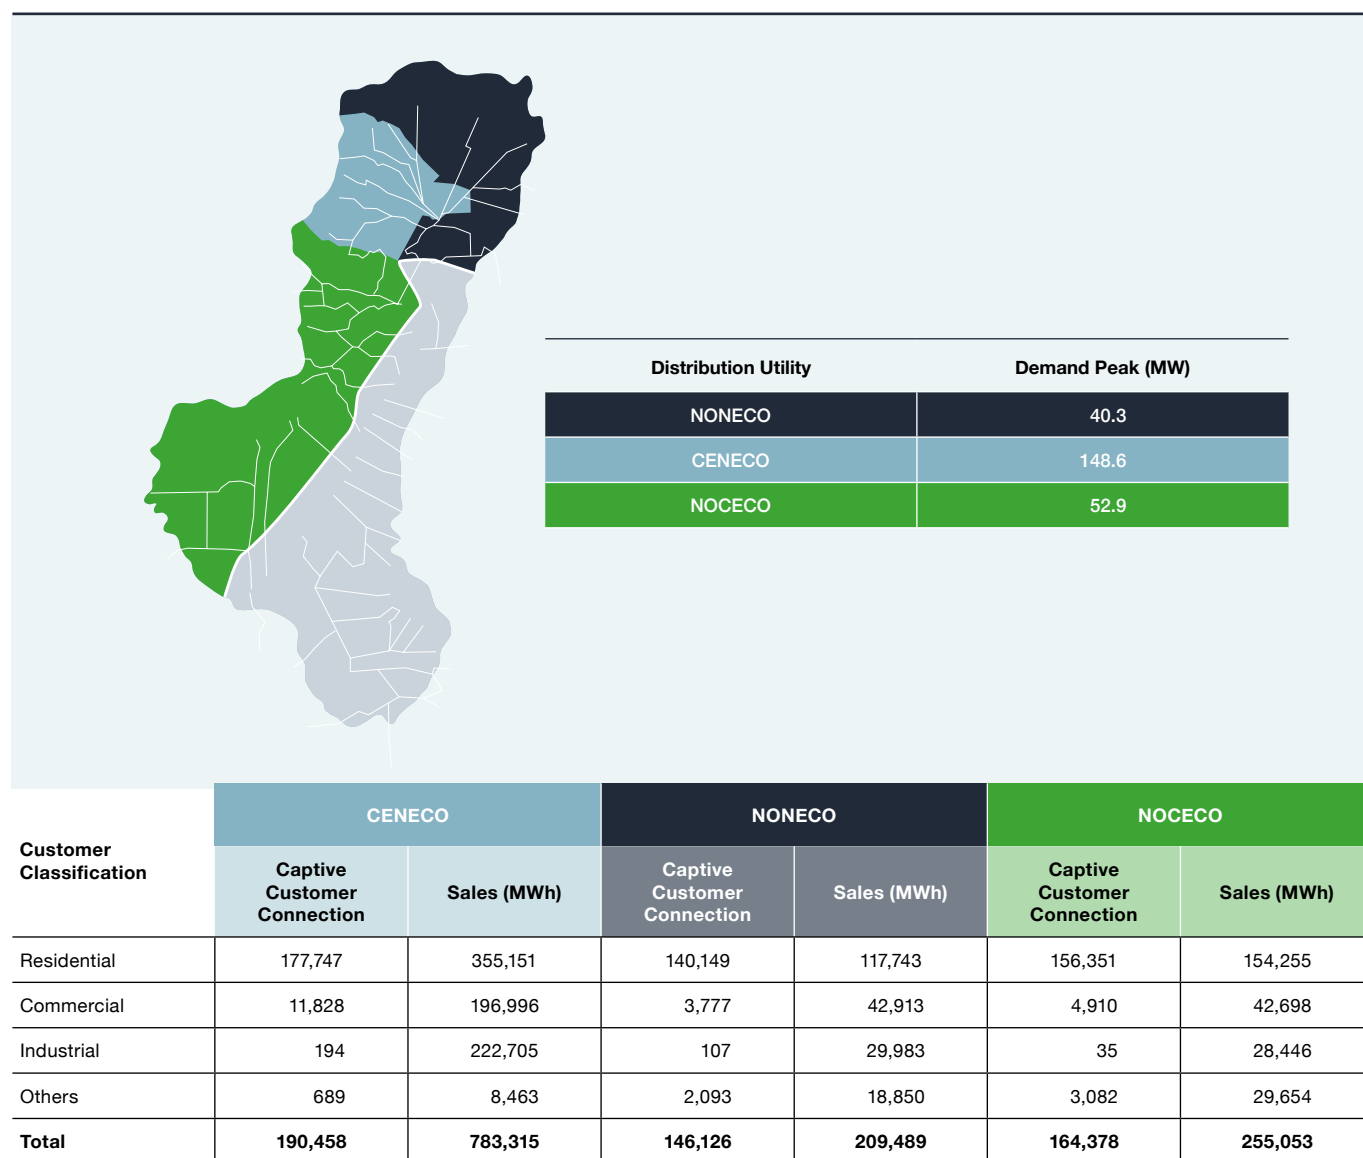 Distribution Utility Demand Peak (MW)
NONECO 40.3
CENECO 148.6
NOCECO 52.9
Customer Classification CENECO NONECO NOCECO
Captive Customer Connection Sales (MWh) Captive Customer Connection Sales (MWh) Captive Customer Connection Sales (MWh)
Residential 177,747 355,151 140,149 117,743 156,351 154,255
Commercial 11,828 196,996 3,777 42,913 4,910 42,698
Industrial 194 222,705 107 29,983 35 28,446
Others 689 8,463 2,093 18,850 3,082 29,654
Total 190,458 783,315 146,126 209,489 164,378 255,053